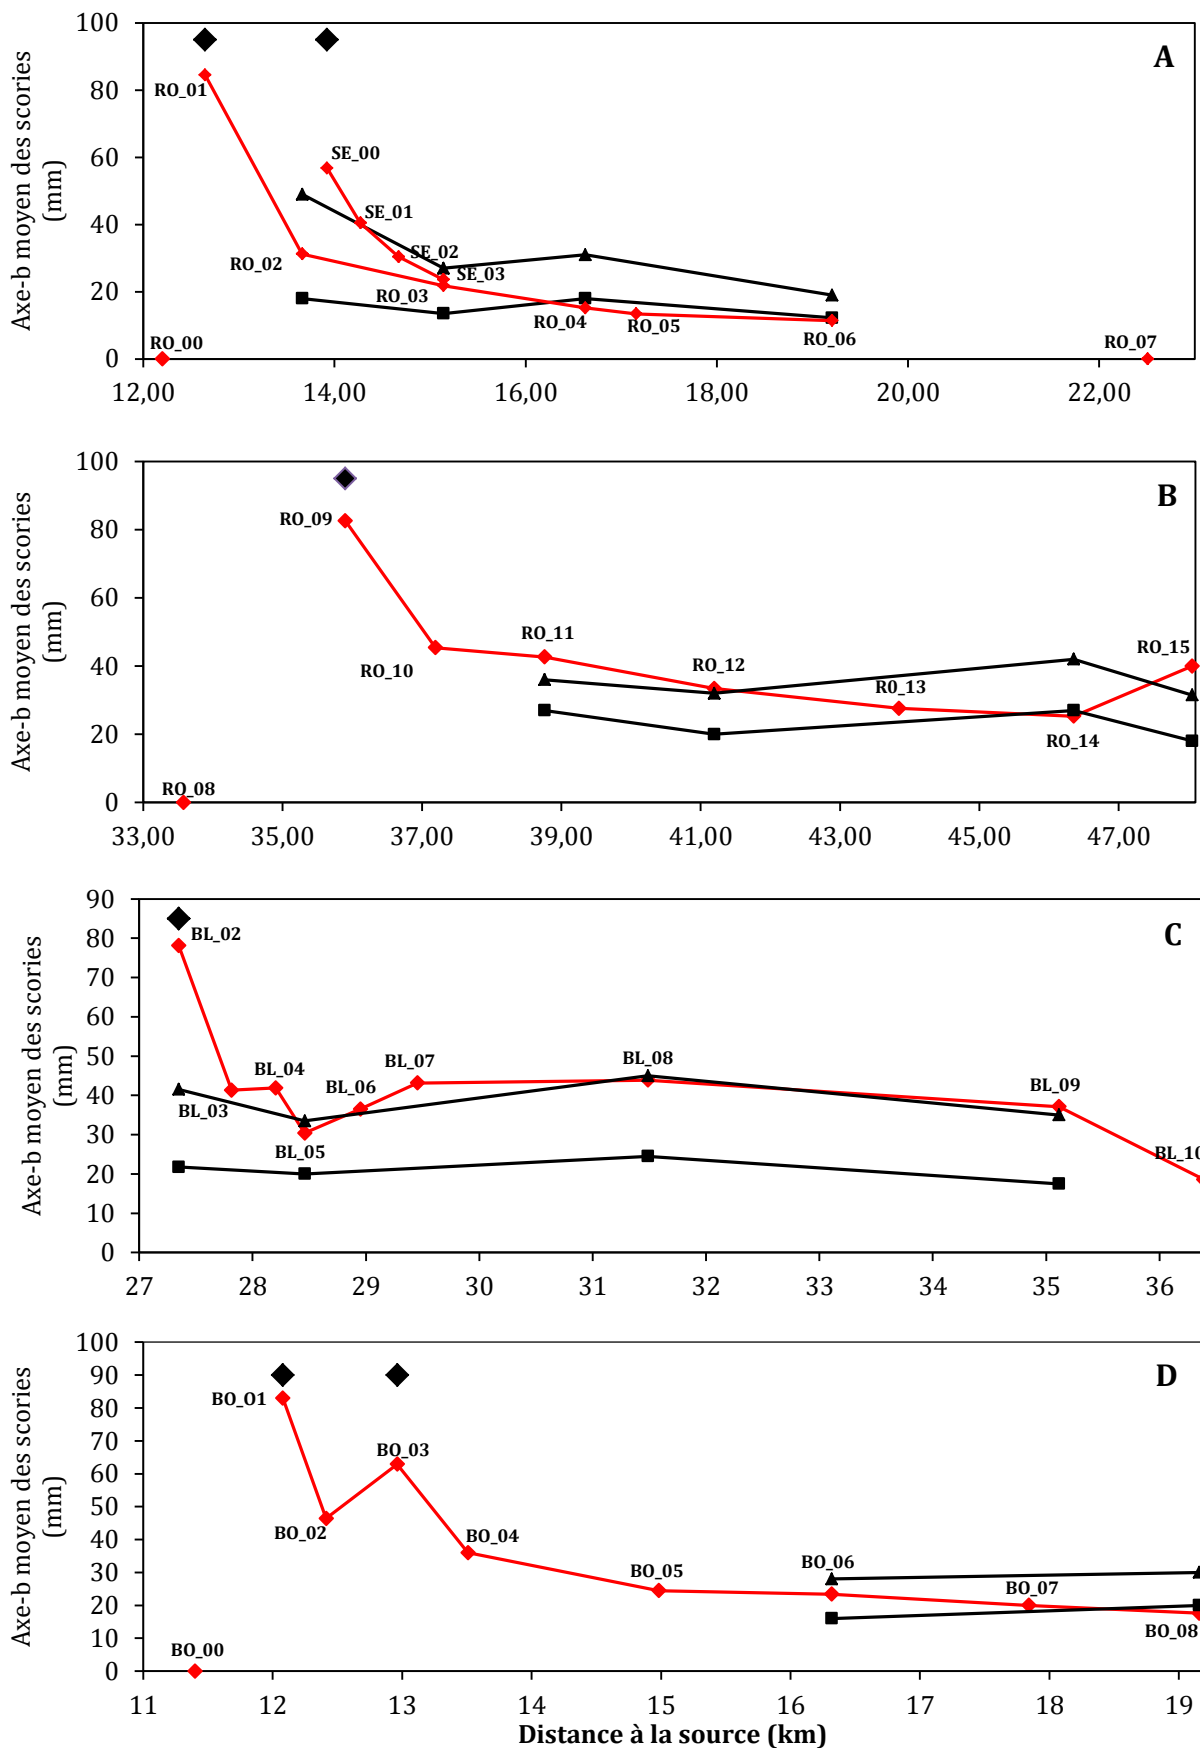 Axe-b moyen des scories
(mm)
100
80
60
40
20
0
A
RO_01
SE_00
SE_01
SE_02
SE_03
RO_02
RO_03
RO_04
RO_05
RO_06
RO_00
RO_07
12,00
14,00
16,00
18,00
20,00
22,00
Axe-b moyen des scories
(mm)
100
80
60
40
20
0
B
RO_09
RO_10
RO_11
RO_12
R0_13
RO_14
RO_15
RO_08
33,00
35,00
37,00
39,00
41,00
43,00
45,00
47,00
Axe-b moyen des scories
(mm)
90
80
70
60
50
40
30
20
10
0
C
BL_02
BL_03
BL_04
BL_05
BL_06
BL_07
BL_08
BL_09
BL_10
27
28
29
30
31
32
33
34
35
36
Axe-b moyen des scories
(mm)
100
90
80
70
60
50
40
30
20
10
0
D
BO_O1
BO_02
BO_03
BO_04
BO_05
BO_06
BO_07
BO_08
BO_00
11
12
13
14
15
16
17
18
19
Distance à la source (km)